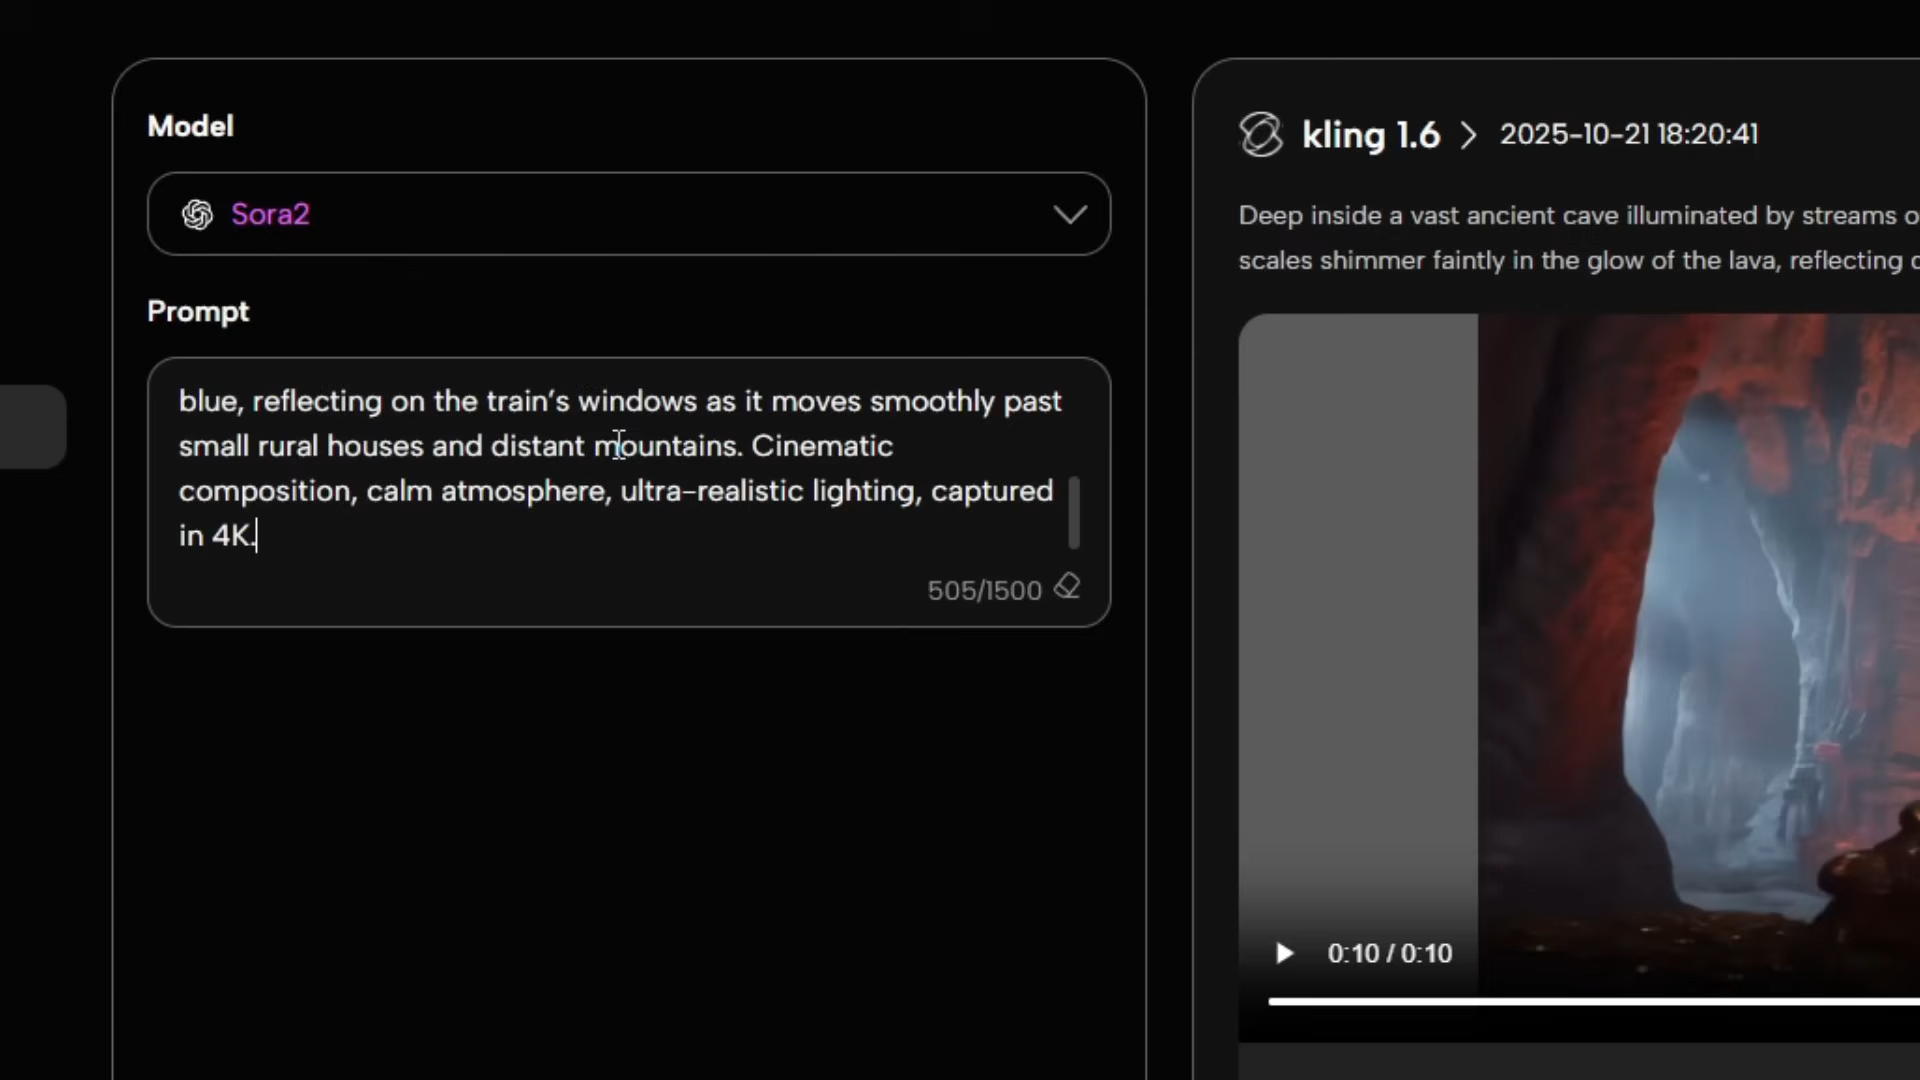 Model
Sora2
Prompt
blue, reflecting on the train’s windows as it moves smoothly past
small rural houses and distant mountains. Cinematic
composition, calm atmosphere, ultra-realistic lighting, captured
in 4K.
505/1500
kling 1.6 > 2025-10-21 18:20:41
Deep inside a vast ancient cave illuminated by streams o
scales shimmer faintly in the glow of the lava, reflecting
0:10 / 0:10